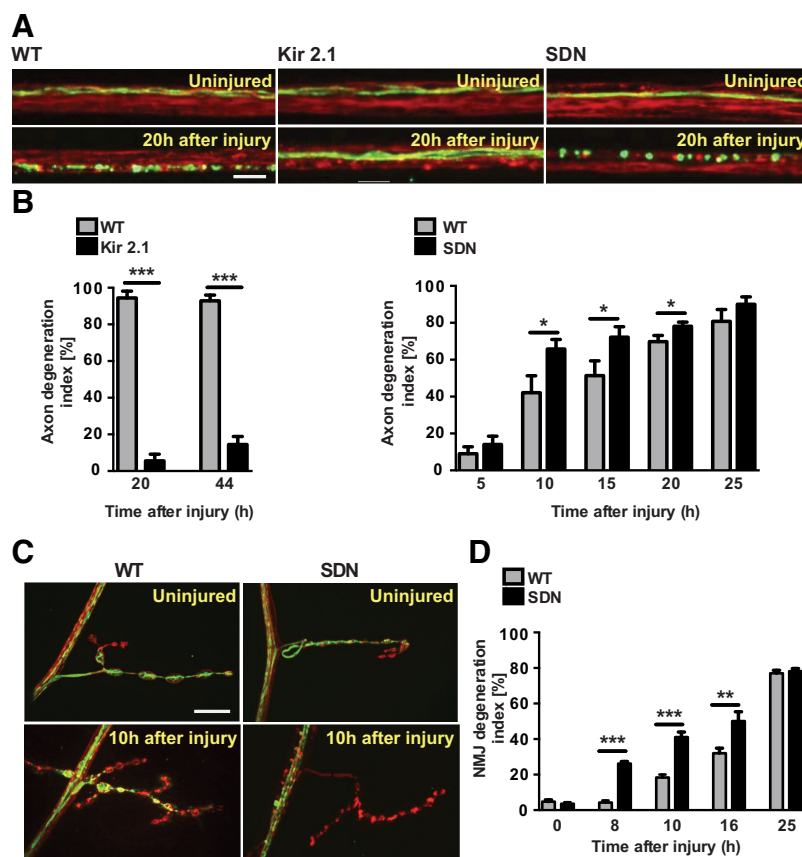 A
WT
Kir 2.1
SDN
Uninjured
Uninjured
Uninjured
20h after injury
20h after injury
20h after injury
B
WT
Kir 2.1
***
***
Axon degeneration
index [%]
100
80
60
40
20
0
20
44
Time after injury (h)
WT
SDN
*
*
*
Axon degeneration
index [%]
100
80
60
40
20
0
5
10
15
20
25
Time after injury (h)
C
WT
SDN
Uninjured
Uninjured
10h after injury
10h after injury
D
WT
SDN
***
***
**
NMJ degeneration
index [%]
80
60
40
20
0
0
8
10
16
25
Time after injury (h)